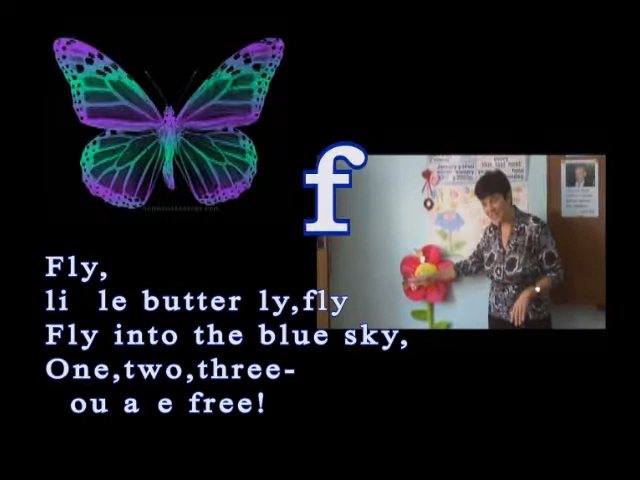 f
Fly,
li le butter ly,fly
Fly into the blue sky,
One,two,three-
ou a e free!